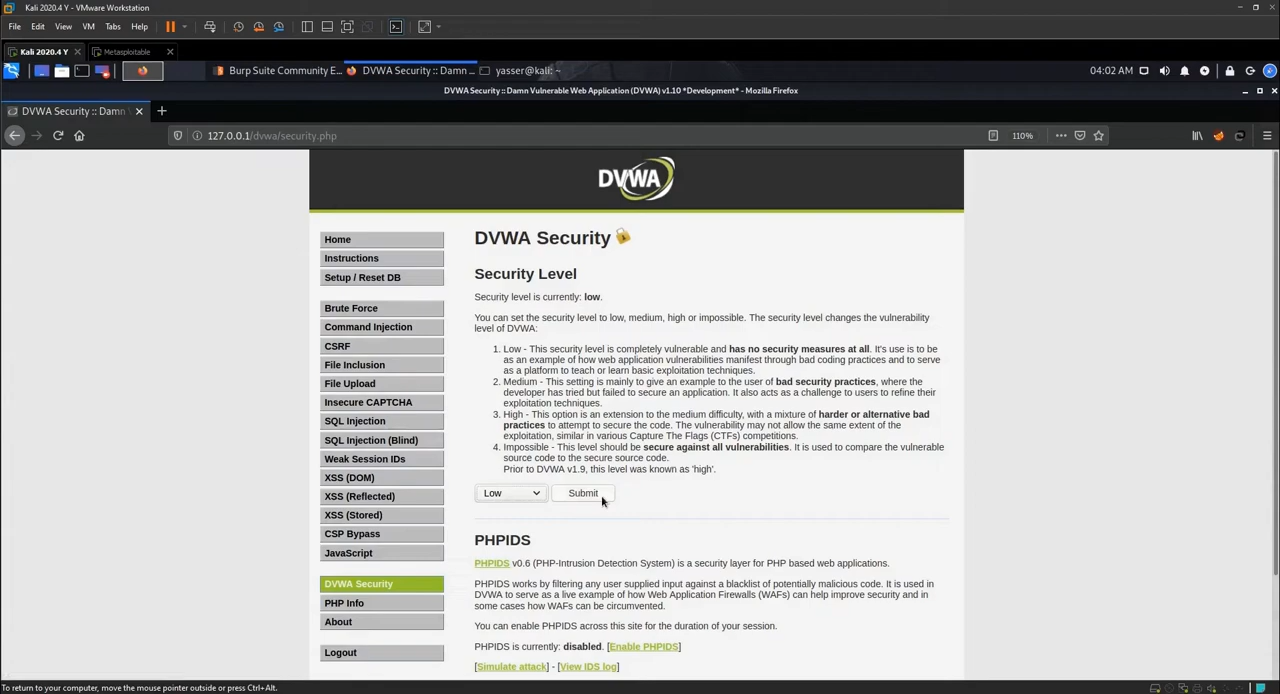 Kali 2020.4 Y - VMware Workstation
File Edit View VM Tabs Help
Kali 2020.4 Y Metasploitable
Burp Suite Community E... DVWA Security :: Damn ... yasser@kali: ~ 04:02 AM
DVWA Security :: Damn Vulnerable Web Application (DVWA) v1.10 *Development* - Mozilla Firefox
DVWA Security :: Damn
127.0.0.1/dvwa/security.php 110%
DVWA
Home
Instructions
Setup / Reset DB
Brute Force
Command Injection
CSRF
File Inclusion
File Upload
Insecure CAPTCHA
SQL Injection
SQL Injection (Blind)
Weak Session IDs
XSS (DOM)
XSS (Reflected)
XSS (Stored)
CSP Bypass
JavaScript
DVWA Security
PHP Info
About
Logout
DVWA Security
Security Level
Security level is currently: low.
You can set the security level to low, medium, high or impossible. The security level changes the vulnerability
level of DVWA:
1. Low - This security level is completely vulnerable and has no security measures at all. It's use is to be
as an example of how web application vulnerabilities manifest through bad coding practices and to serve
as a platform to teach or learn basic exploitation techniques.
2. Medium - This setting is mainly to give an example to the user of bad security practices, where the
developer has tried but failed to secure an application. It also acts as a challenge to users to refine their
exploitation techniques.
3. High - This option is an extension to the medium difficulty, with a mixture of harder or alternative bad
practices to attempt to secure the code. The vulnerability may not allow the same extent of the
exploitation, similar in various Capture The Flags (CTFs) competitions.
4. Impossible - This level should be secure against all vulnerabilities. It is used to compare the vulnerable
source code to the secure source code.
Prior to DVWA v1.9, this level was known as 'high'.
Low Submit
PHPIDS
PHPIDS v0.6 (PHP-Intrusion Detection System) is a security layer for PHP based web applications.
PHPIDS works by filtering any user supplied input against a blacklist of potentially malicious code. It is used in
DVWA to serve as a live example of how Web Application Firewalls (WAFs) can help improve security and in
some cases how WAFs can be circumvented.
You can enable PHPIDS across this site for the duration of your session.
PHPIDS is currently: disabled. [Enable PHPIDS]
[Simulate attack] - [View IDS log]
To return to your computer, move the mouse pointer outside or press Ctrl+Alt.